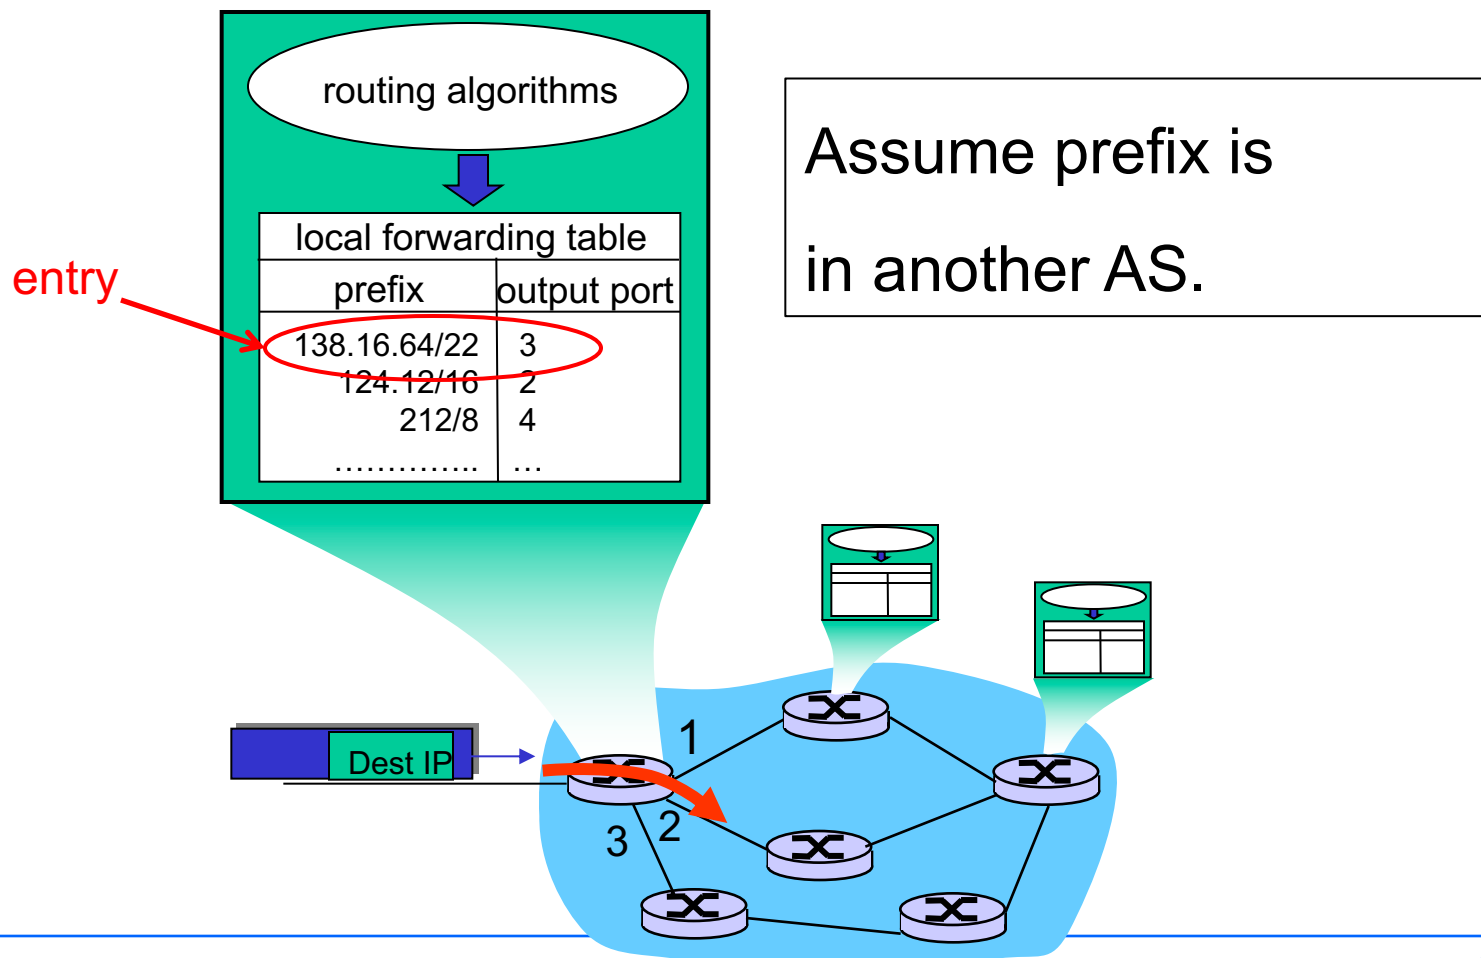 routing algorithms
local forwarding table
prefix output port
138.16.64/22 3
124.12/16 2
212/8 4
………….. …
entry
Assume prefix is
in another AS.
Dest IP
1
2
3